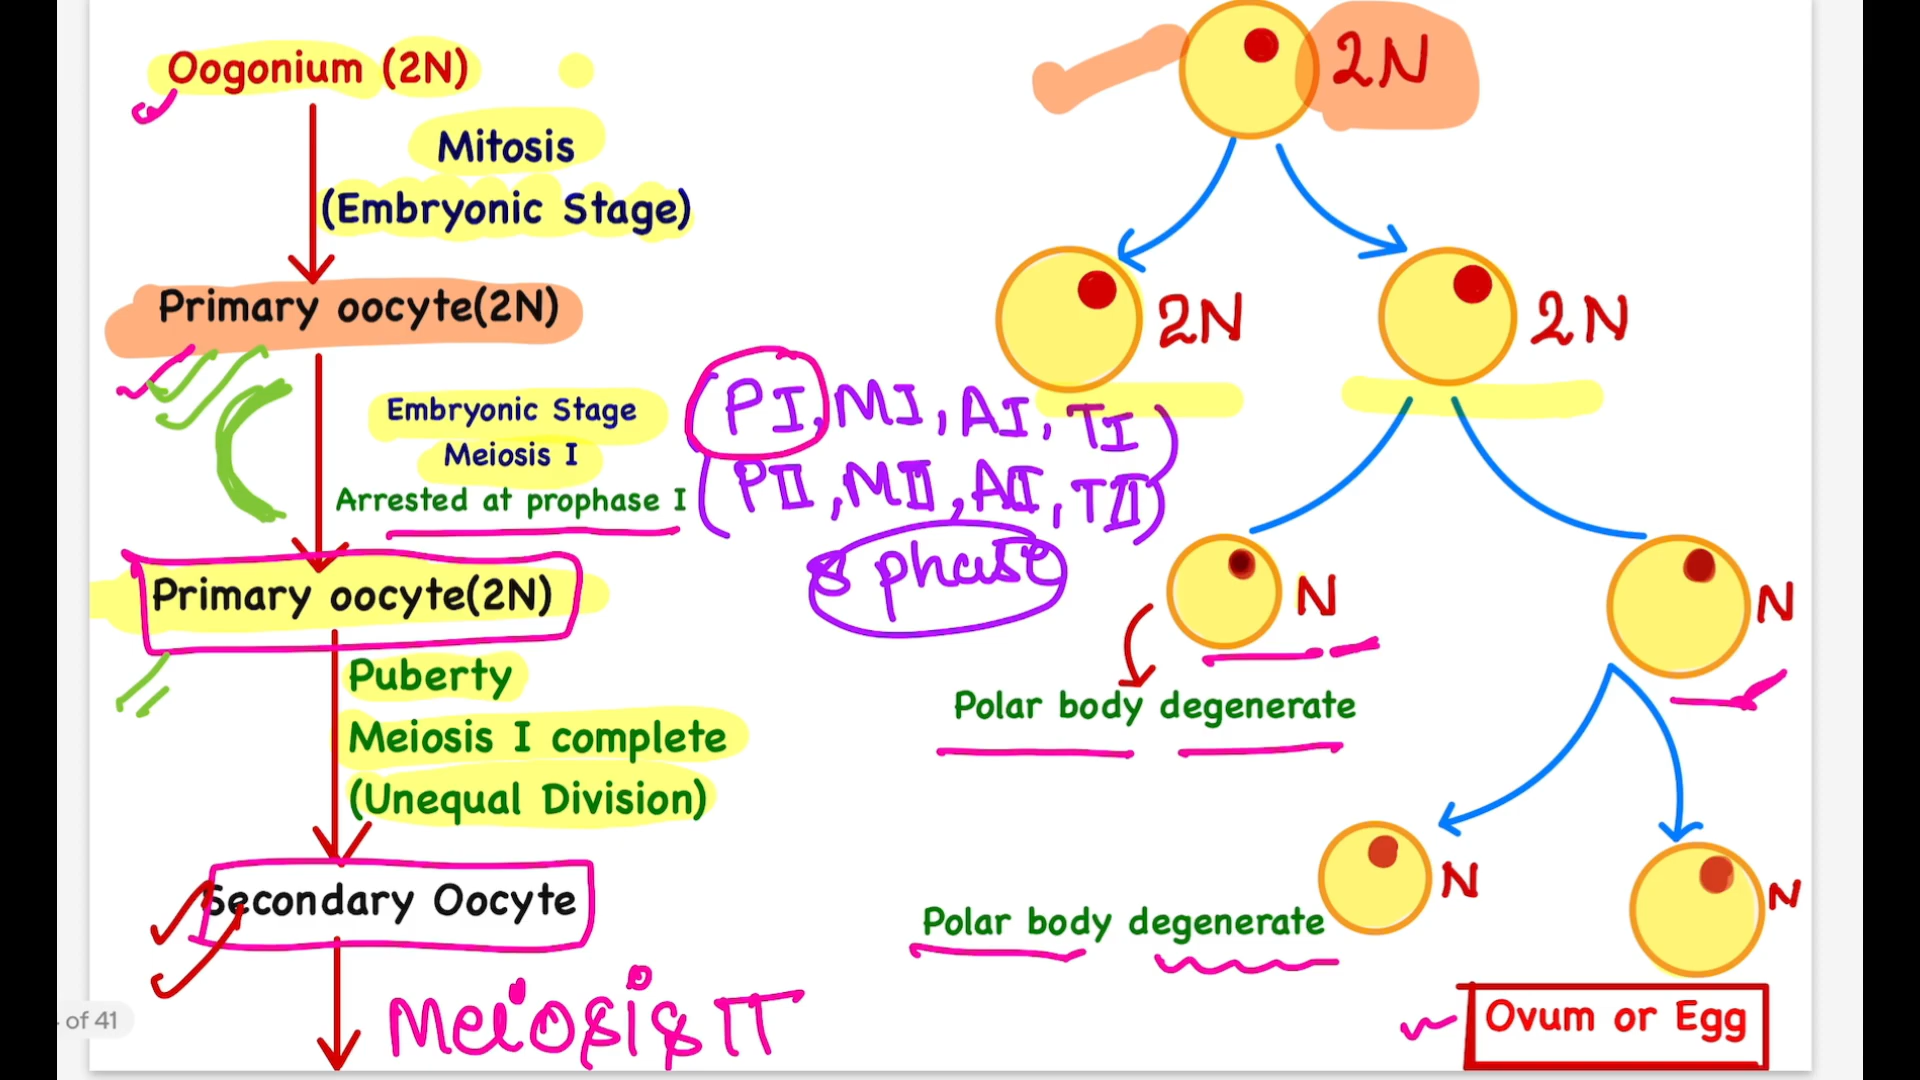 Oogonium (2N)
Mitosis
(Embryonic Stage)
Primary oocyte(2N)
Embryonic Stage
Meiosis I
Arrested at prophase I
Primary oocyte(2N)
Puberty
Meiosis I complete
(Unequal Division)
Secondary Oocyte
Meiosis II
of 41
PI, MI, AI, TI)
(PII, MII, AII, TII)
8 phase
2N
2N
2N
N
N
Polar body degenerate
N
N
Polar body degenerate
Ovum or Egg